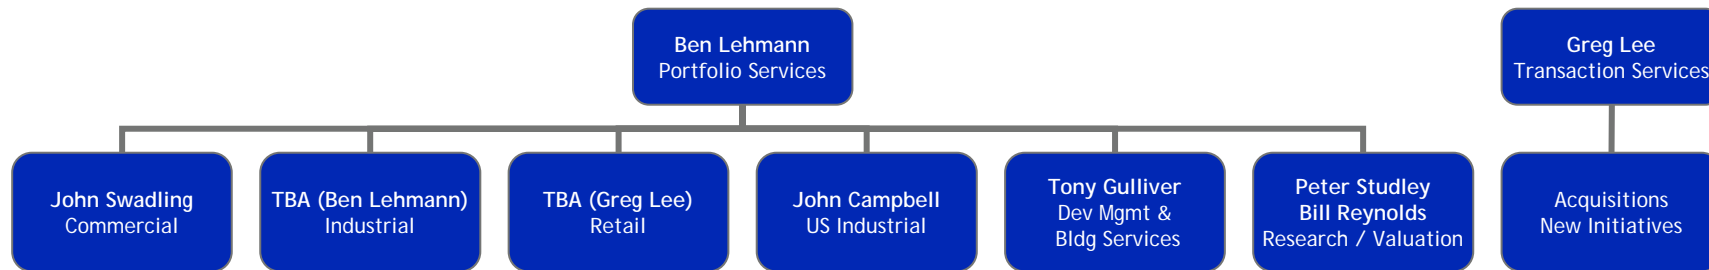 Ben Lehmann
Portfolio Services
Greg Lee
Transaction Services
John Swadling
Commercial
TBA (Ben Lehmann)
Industrial
TBA (Greg Lee)
Retail
John Campbell
US Industrial
Tony Gulliver
Dev Mgmt &
Bldg Services
Peter Studley
Bill Reynolds
Research / Valuation
Acquisitions
New Initiatives